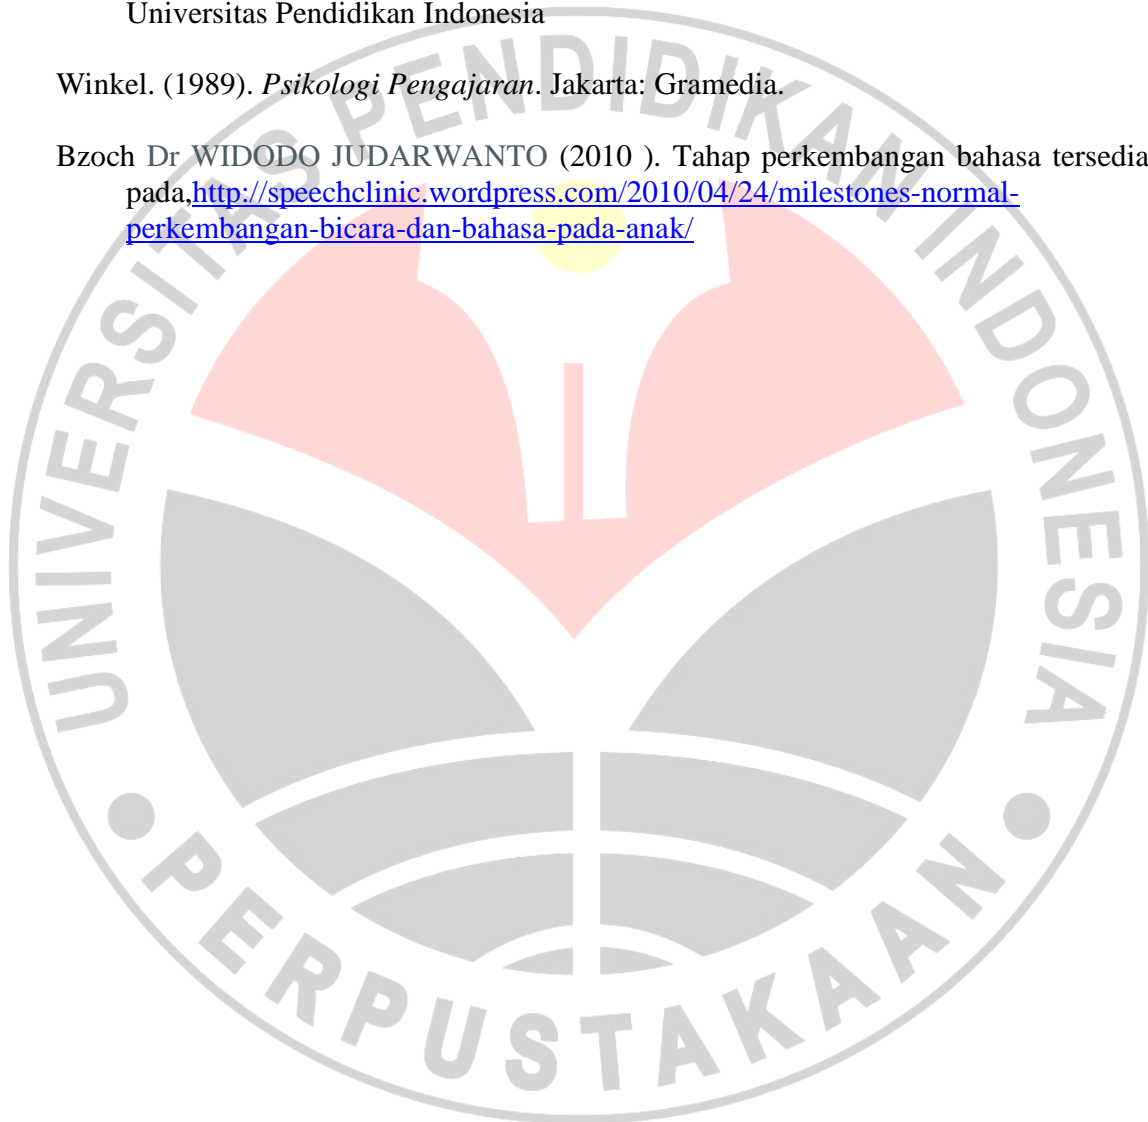 Universitas Pendidikan Indonesia
Winkel. (1989). Psikologi Pengajaran. Jakarta: Gramedia.
Bzoch Dr WIDODO JUDARWANTO (2010 ). Tahap perkembangan bahasa tersedia
pada,http://speechclinic.wordpress.com/2010/04/24/milestones-normal-
perkembangan-bicara-dan-bahasa-pada-anak/
UNIVERSITAS PENDIDIKAN INDONESIA
PERPUSTAKAAN